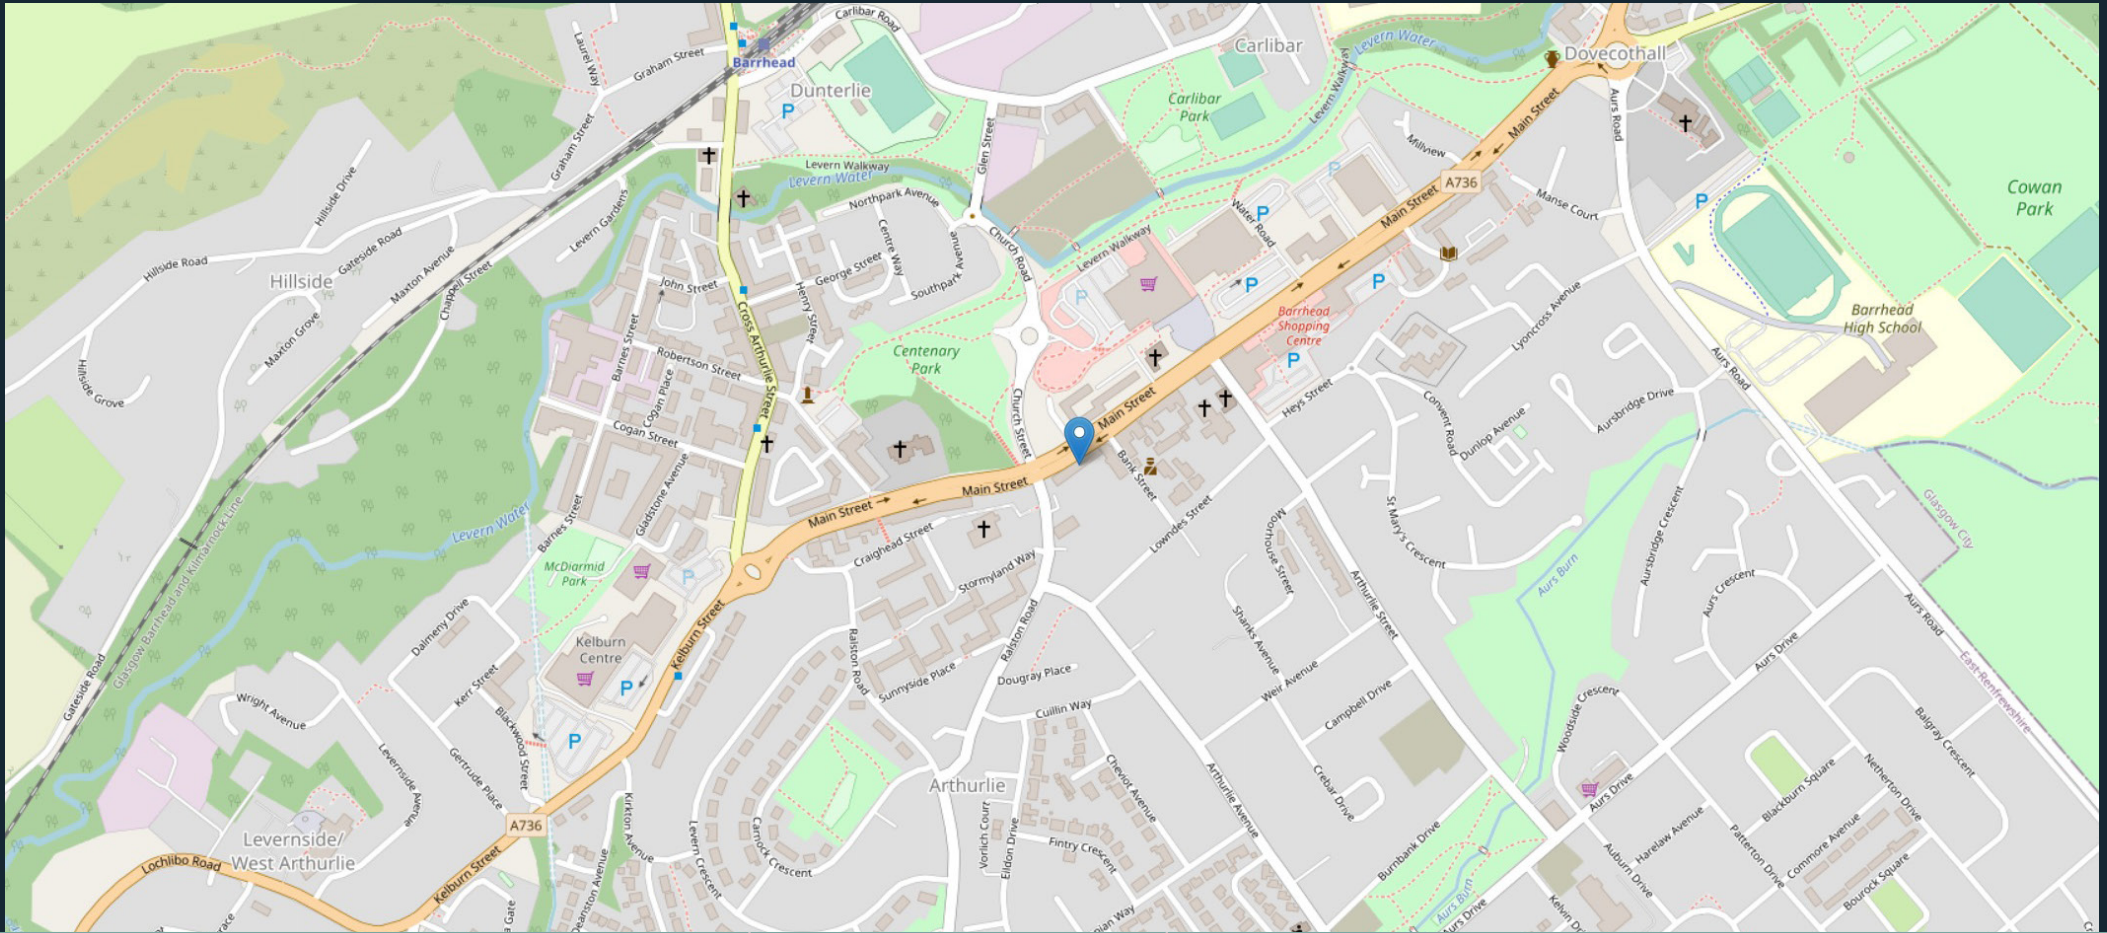 Carlibar Road
Laurel Way
Graham Street
Barrhead
Dunterlie
P
Carlibar
Levern Water
Levern Walkway
Dovecothall
Carlibar
Park
Main Street
Aurs Road
Graham Street
Glen Street
Levern Walkway
Levern Water
Millview
A736
P
P
Cowan
Park
Hillside Drive
Levern Gardens
Northpark Avenue
Centre Way
Avenue
Southpark
Church Road
Water Road
P
Main Street
Manse Court
Hillside Road
Gateside Road
Hillside
Maxton Avenue
Chappell Street
John Street
George Street
Henry Street
Levern Walkway
P
P
P
Barrhead
Shopping
Centre
P
Lyoncross Avenue
Barrhead
High School
Maxton Grove
Hillside Grove
Barnes Street
Cross Arthurlie Street
Robertson Street
Cogan Place
Cogan Street
Centenary
Park
Church Street
Main Street
Heys Street
Convent Road
Dunlop Avenue
Aursbridge Drive
Aurs Road
Gladstone Avenue
Barnes Street
Levern Water
Main Street
Main Street
Bank Street
Lowndes Street
Moorhouse Street
St Mary's Crescent
Aursbridge Crescent
Glasgow City
Glasgow Barrhead and Kilmarnock Line
McDiarmid
Park
P
Craighead Street
Stormyland Way
Arthurlie Street
Aurs Burn
Aurs Crescent
Aurs Road
Dalmeny Drive
Kelburn
Centre
P
Kelburn Street
Ralston Road
Ralston Road
Sunnyside Place
Dougray Place
Shanks Avenue
Weir Avenue
Campbell Drive
Aurs Drive
East Renfrewshire
Gateside Road
Kerr Street
Wright Avenue
Blackwood Street
P
Cuillin Way
Woodside Crescent
Balgray Crescent
Levernside Avenue
Gertrude Place
Arthurlie
Cheviot Avenue
Arthurlie Avenue
Crebar Drive
Aurs Drive
Blackburn Square
Netherton Drive
A736
Levernside/
West Arthurlie
Kirkton Avenue
Levern Crescent
Carnock Crescent
Vorlich Court
Eildon Drive
Fintry Crescent
Burnbank Drive
Harelaw Avenue
Patterton Drive
Commore Avenue
Lochlibo Road
Kelburn Street
Deanston Avenue
Aurs Burn
Aurs Drive
Auburn Drive
Kelvin
Bourock Square